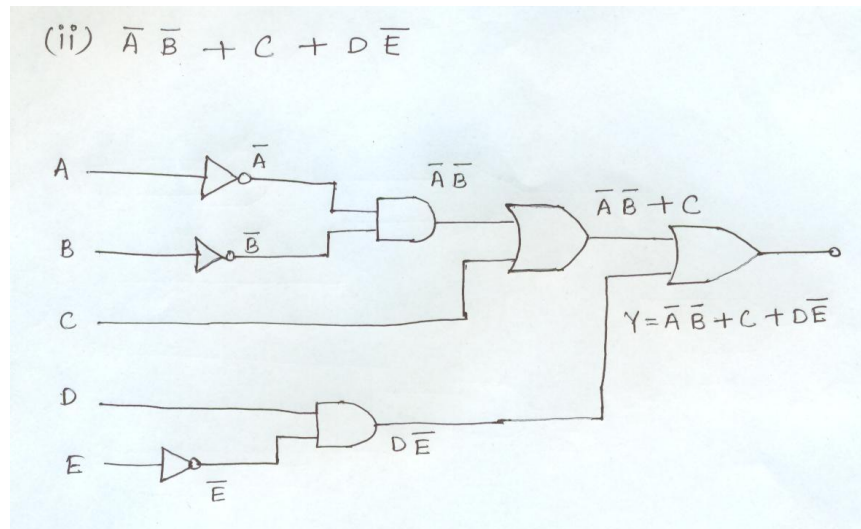 (ii) A̅ B̅ + C + D E̅
A
A̅
A̅ B̅
A̅ B̅ + C
B
B̅
C
Y = A̅ B̅ + C + D E̅
D
D E̅
E
E̅